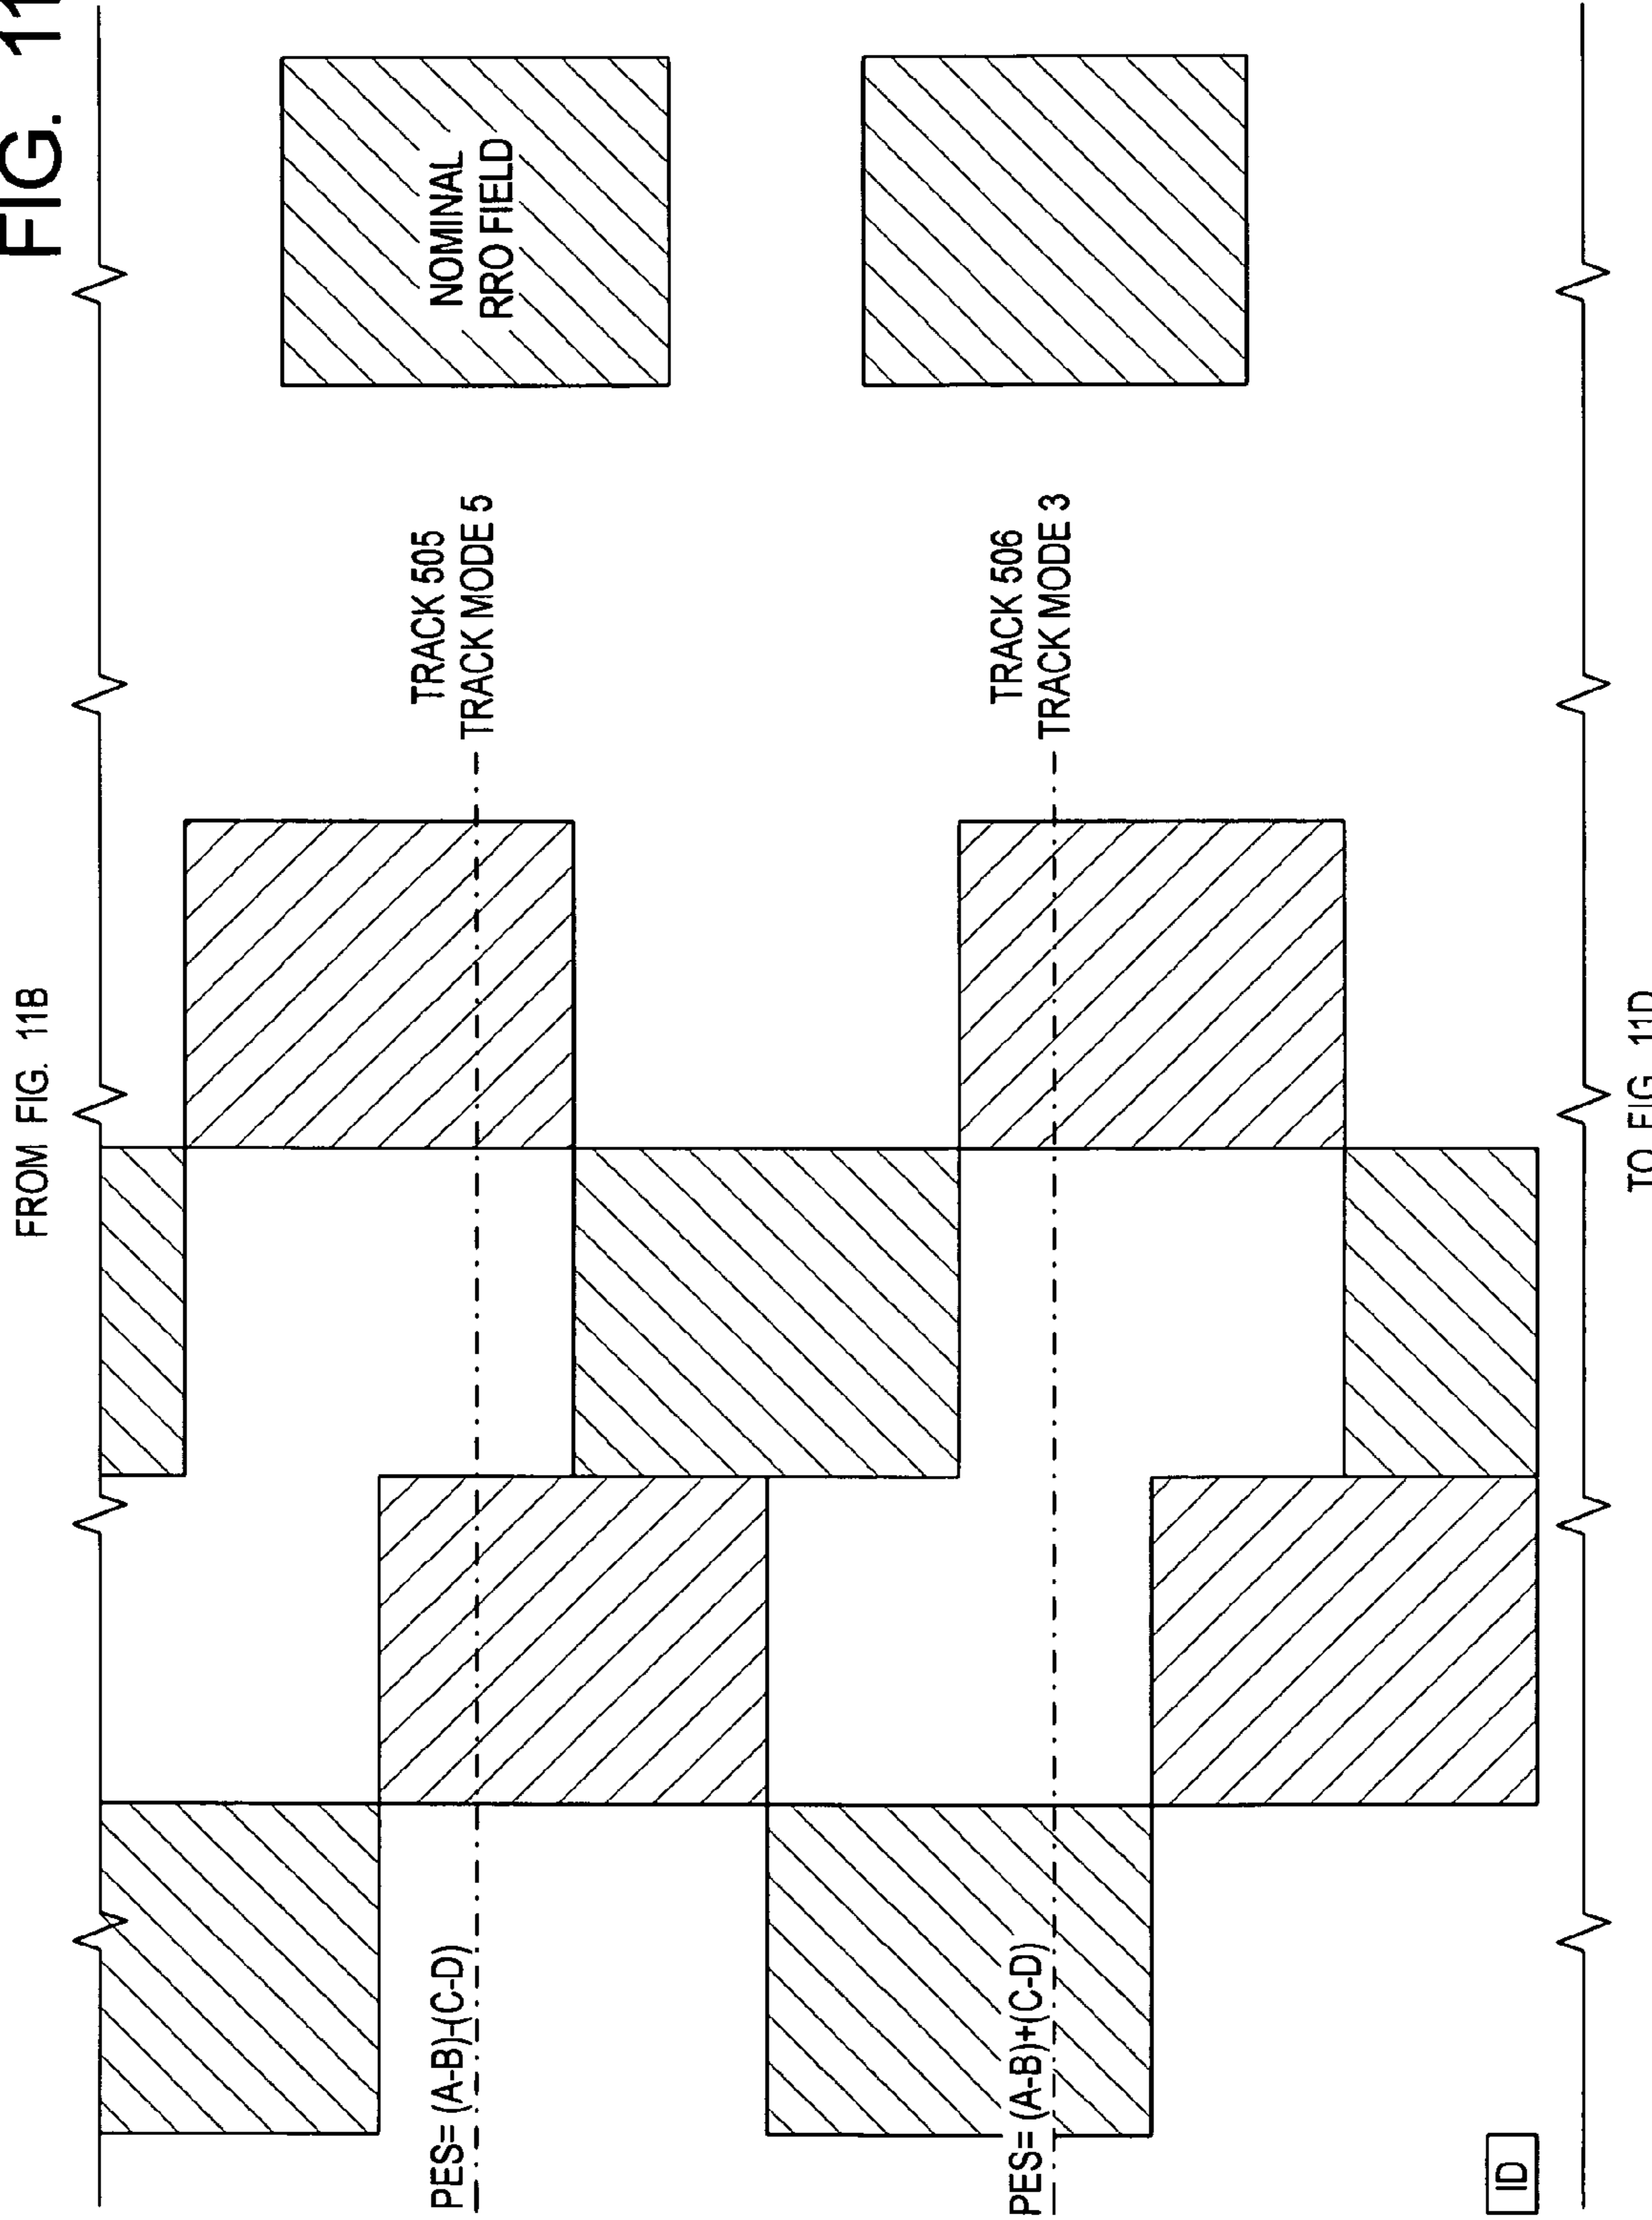 FIG. 11
FROM FIG. 11B
NOMINAL
RRO FIELD
TRACK 505
TRACK MODE 5
PES= (A-B)-(C-D)
TRACK 506
TRACK MODE 3
PES= (A-B)+(C-D)
ID
TO FIG. 11D